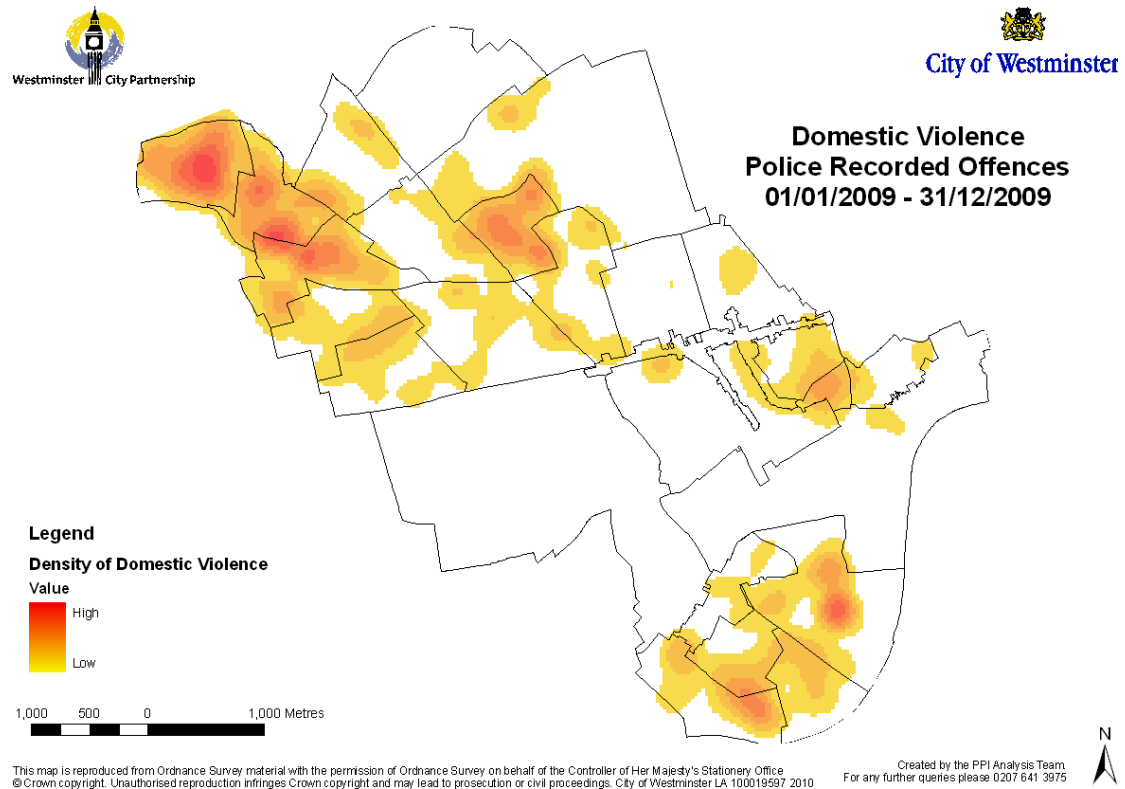 Westminster City Partnership
City of Westminster
Domestic Violence
Police Recorded Offences
01/01/2009 - 31/12/2009
Legend
Density of Domestic Violence
Value
High
Low
1,000 500 0 1,000 Metres
N
This map is reproduced from Ordnance Survey material with the permission of Ordnance Survey on behalf of the Controller of Her Majesty's Stationery Office
© Crown copyright. Unauthorised reproduction infringes Crown copyright and may lead to prosecution or civil proceedings. City of Westminster LA 100019597 2010
Created by the PPI Analysis Team.
For any further queries please 0207 641 3975